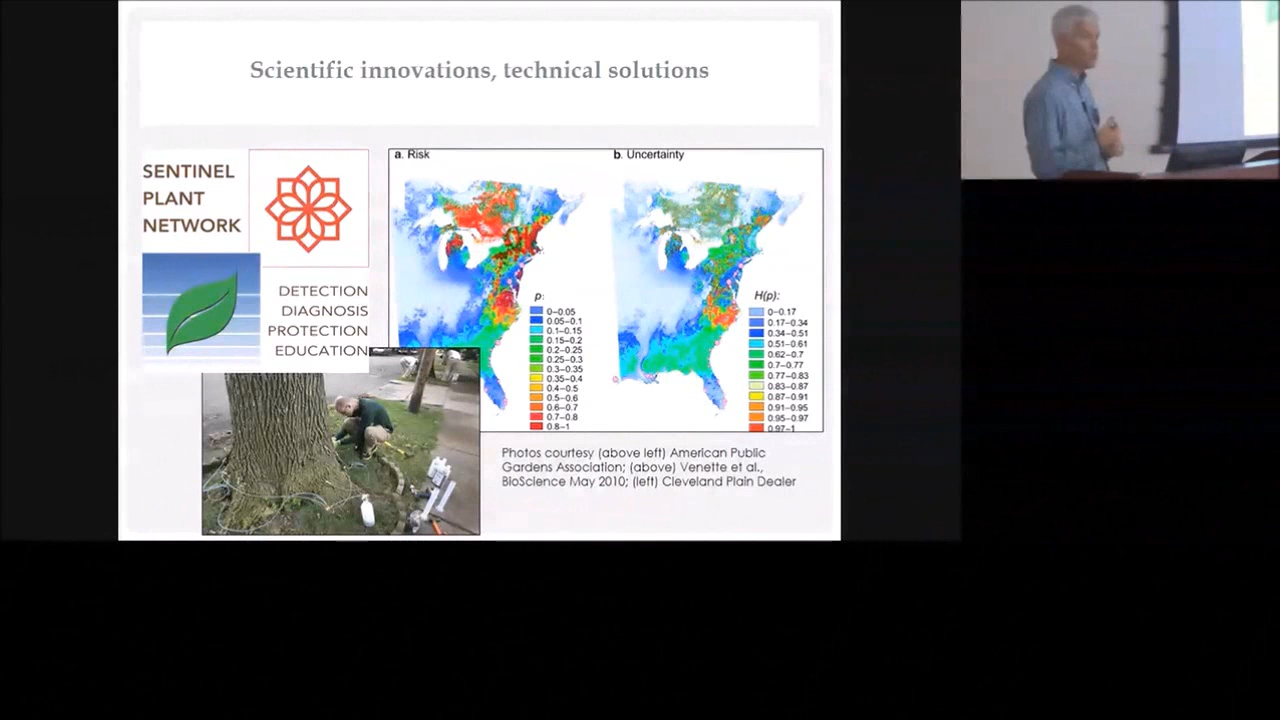 Scientific innovations, technical solutions
SENTINEL
PLANT
NETWORK
DETECTION
DIAGNOSIS
PROTECTION
EDUCATION
a. Risk
p:
0–0.05
0.05–0.1
0.1–0.15
0.15–0.2
0.2–0.25
0.25–0.3
0.3–0.35
0.35–0.4
0.4–0.5
0.5–0.6
0.6–0.7
0.7–0.8
0.8–1
b. Uncertainty
H(p):
0–0.17
0.17–0.34
0.34–0.51
0.51–0.61
0.62–0.7
0.7–0.77
0.77–0.83
0.83–0.87
0.87–0.91
0.91–0.95
0.95–0.97
0.97–1
Photos courtesy (above left) American Public
Gardens Association; (above) Venette et al.,
BioScience May 2010; (left) Cleveland Plain Dealer